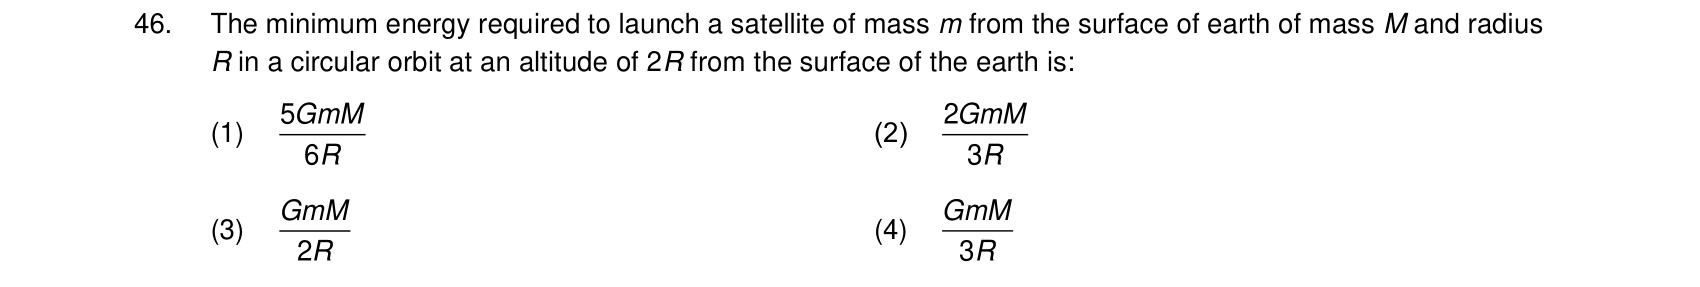 46. The minimum energy required to launch a satellite of mass m from the surface of earth of mass M and radius
R in a circular orbit at an altitude of 2R from the surface of the earth is:
(1) 5GmM/6R (2) 2GmM/3R
(3) GmM/2R (4) GmM/3R